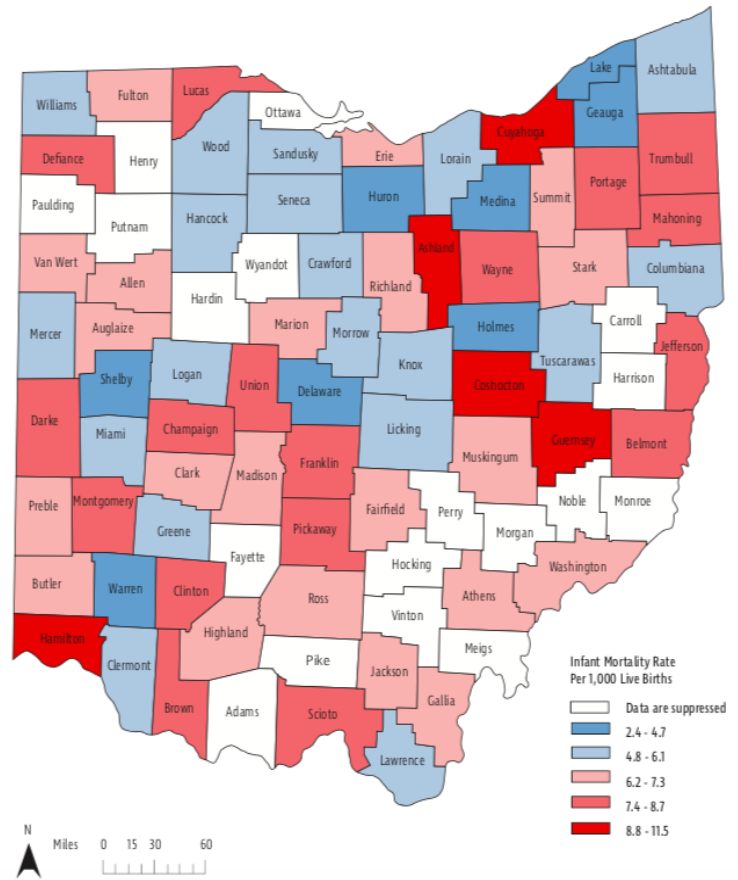 Lake
Ashtabula
Lucas
Fulton
Williams
Ottawa
Geauga
Cuyahoga
Wood
Sandusky
Erie
Lorain
Defiance
Henry
Trumbull
Portage
Huron
Medina
Summit
Seneca
Paulding
Hancock
Mahoning
Putnam
Ashland
Van Wert
Wyandot
Crawford
Wayne
Stark
Columbiana
Allen
Richland
Hardin
Carroll
Marion
Auglaize
Mercer
Morrow
Holmes
Jefferson
Tuscarawas
Knox
Logan
Shelby
Union
Delaware
Coshocton
Harrison
Darke
Miami
Champaign
Licking
Guernsey
Belmont
Franklin
Muskingum
Clark
Madison
Montgomery
Preble
Noble
Monroe
Fairfield
Perry
Pickaway
Greene
Morgan
Fayette
Hocking
Washington
Butler
Warren
Clinton
Ross
Athens
Vinton
Highland
Hamilton
Meigs
Clermont
Pike
Jackson
Gallia
Brown
Adams
Scioto
Lawrence
Infant Mortality Rate
Per 1,000 Live Births
Data are suppressed
2.4 - 4.7
4.8 - 6.1
6.2 - 7.3
7.4 - 8.7
8.8 - 11.5
N
Miles 0 15 30 60